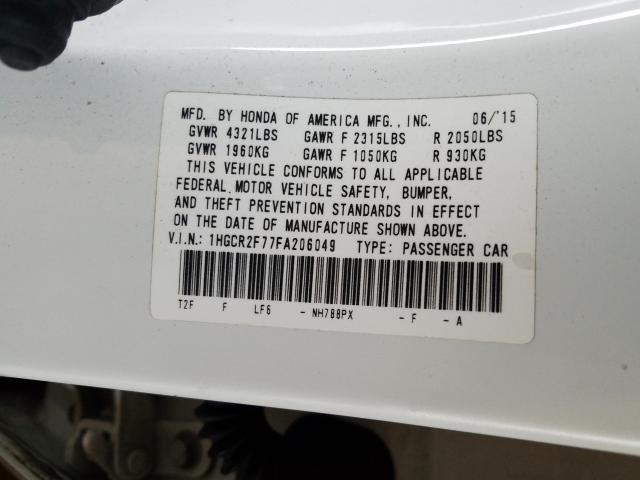 MFD. BY HONDA OF AMERICA MFG., INC. 06/'15
GVWR 4321LBS GAWR F 2315LBS R 2050LBS
GVWR 1960KG GAWR F 1050KG R 930KG
THIS VEHICLE CONFORMS TO ALL APPLICABLE
FEDERAL MOTOR VEHICLE SAFETY, BUMPER,
AND THEFT PREVENTION STANDARDS IN EFFECT
ON THE DATE OF MANUFACTURE SHOWN ABOVE.
V.I.N.: 1HGCR2F77FA206049 TYPE: PASSENGER CAR
T2F F LF6 - NH788PX - F - A